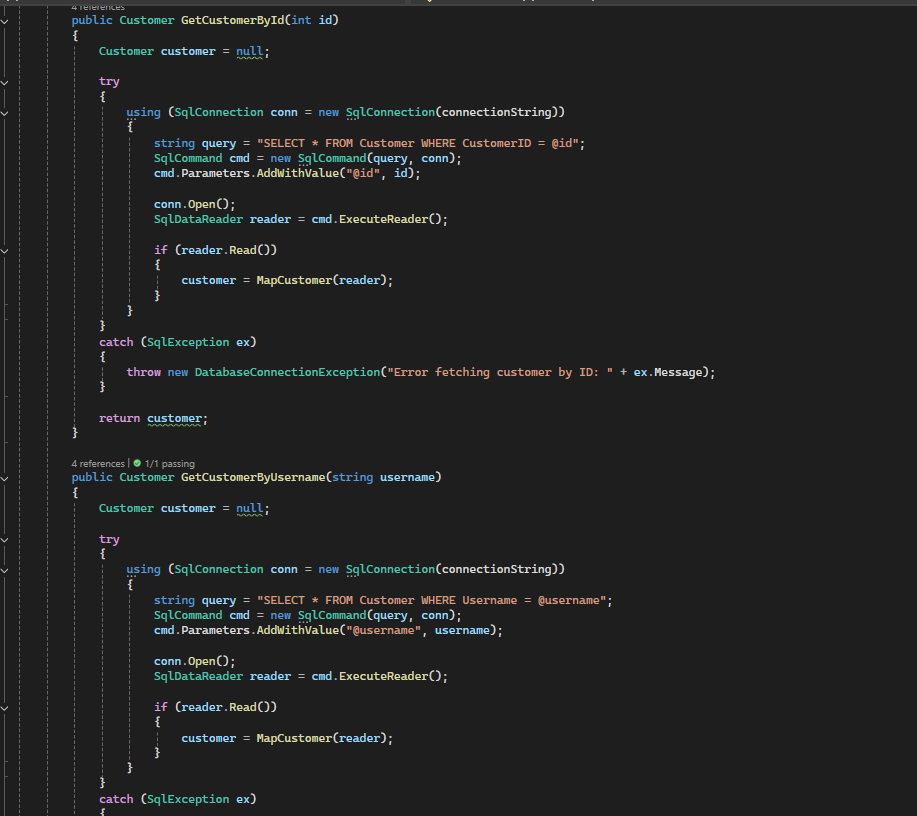 4 references
public Customer GetCustomerById(int id)
{
Customer customer = null;
try
{
using (SqlConnection conn = new SqlConnection(connectionString))
{
string query = "SELECT * FROM Customer WHERE CustomerID = @id";
SqlCommand cmd = new SqlCommand(query, conn);
cmd.Parameters.AddWithValue("@id", id);
conn.Open();
SqlDataReader reader = cmd.ExecuteReader();
if (reader.Read())
{
customer = MapCustomer(reader);
}
}
}
catch (SqlException ex)
{
throw new DatabaseConnectionException("Error fetching customer by ID: " + ex.Message);
}
return customer;
}
4 references | 1/1 passing
public Customer GetCustomerByUsername(string username)
{
Customer customer = null;
try
{
using (SqlConnection conn = new SqlConnection(connectionString))
{
string query = "SELECT * FROM Customer WHERE Username = @username";
SqlCommand cmd = new SqlCommand(query, conn);
cmd.Parameters.AddWithValue("@username", username);
conn.Open();
SqlDataReader reader = cmd.ExecuteReader();
if (reader.Read())
{
customer = MapCustomer(reader);
}
}
}
catch (SqlException ex)
{